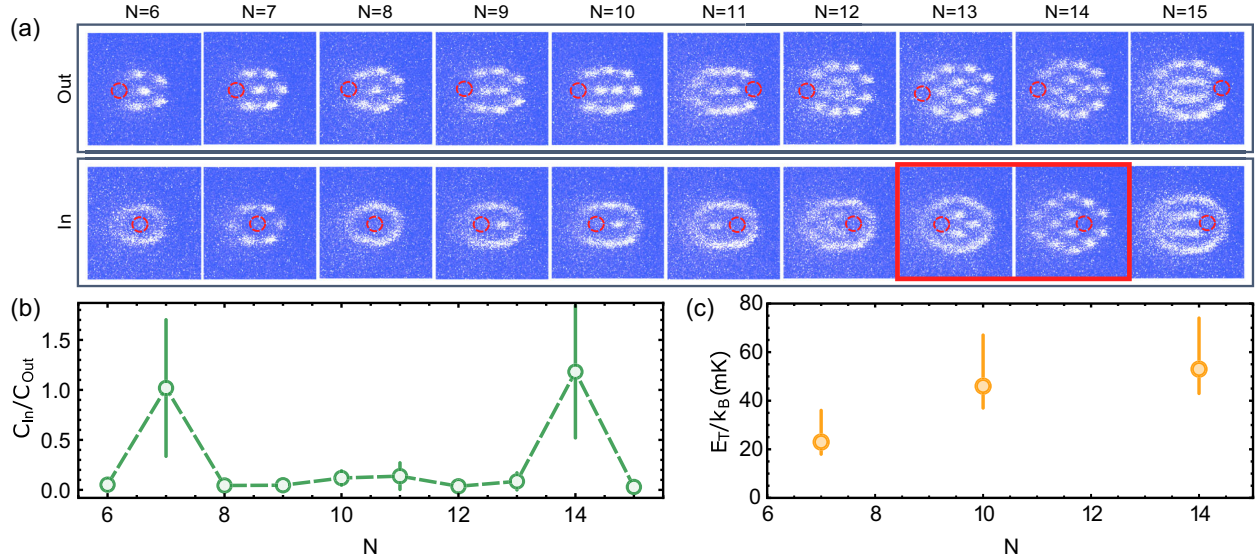 N=6 N=7 N=8 N=9 N=10 N=11 N=12 N=13 N=14 N=15
(a)
Out
In
(b)
C_In/C_Out
1.5
1.0
0.5
0.0
6 8 10 12 14
N
(c)
E_T/k_B (mK)
80
60
40
20
0
6 8 10 12 14
N